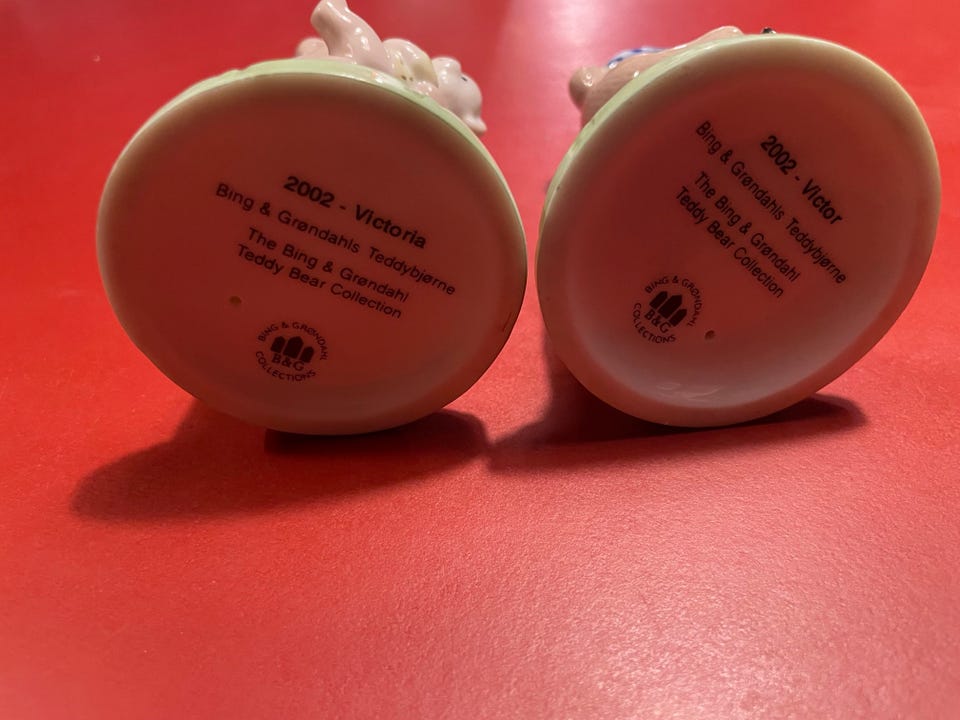 2002 - Victoria
Bing & Grøndahls Teddybjørne
The Bing & Grøndahl
Teddy Bear Collection
BING & GRØNDAHL
B&G
COLLECTIONS
2002 - Victor
Bing & Grøndahls Teddybjørne
The Bing & Grøndahl
Teddy Bear Collection
BING & GRØNDAHL
B&G
COLLECTIONS